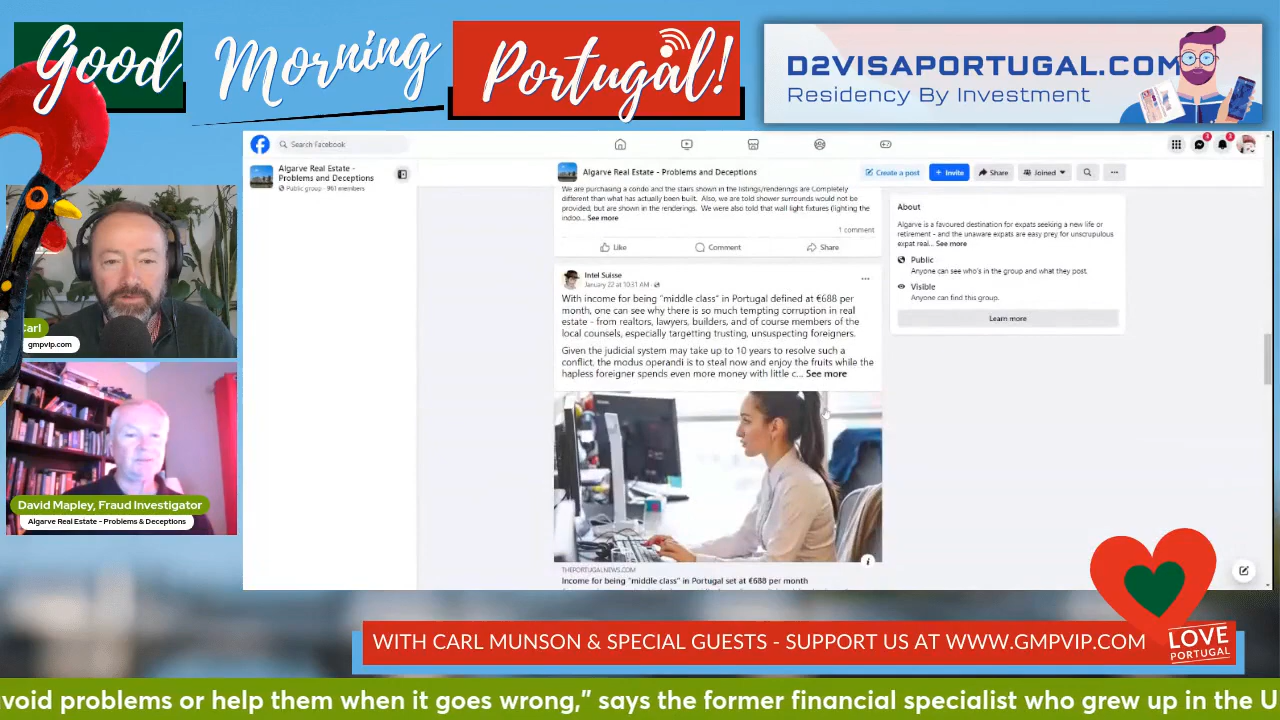 Good Morning Portugal!
D2VISAPORTUGAL.COM
Residency By Investment
Search Facebook
3
3
Algarve Real Estate -
Problems and Deceptions
Public group · 961 members
Algarve Real Estate - Problems and Deceptions
Create a post
+ Invite
Share
Joined
We are purchasing a condo and the stars shown in the listings/renderings are Completely
different than what has actually been built. Also, we are told shower surrounds would not be
provided, but are shown in the renderings. We were also told that wall light fixtures (lighting the
indoo... See more
1 comment
Like
Comment
Share
Intel Suisse
January 22 at 10:31 AM ·
With income for being "middle class" in Portugal defined at €688 per
month, one can see why there is so much tempting corruption in real
estate - from realtors, lawyers, builders, and of course members of the
local counsels, especially targetting trusting, unsuspecting foreigners.
Given the judicial system may take up to 10 years to resolve such a
conflict, the modus operandi is to steal now and enjoy the fruits while the
hapless foreigner spends even more money with little c... See more
THEPORTUGALNEWS.COM
Income for being "middle class" in Portugal set at €688 per month
About
Algarve is a favoured destination for expats seeking a new life or
retirement - and the unaware expats are easy prey for unscrupulous
expat real... See more
Public
Anyone can see who's in the group and what they post.
Visible
Anyone can find this group.
Learn more
Carl
gmpvip.com
David Mapley, Fraud Investigator
Algarve Real Estate - Problems & Deceptions
WITH CARL MUNSON & SPECIAL GUESTS - SUPPORT US AT WWW.GMPVIP.COM
LOVE
PORTUGAL
void problems or help them when it goes wrong," says the former financial specialist who grew up in the U